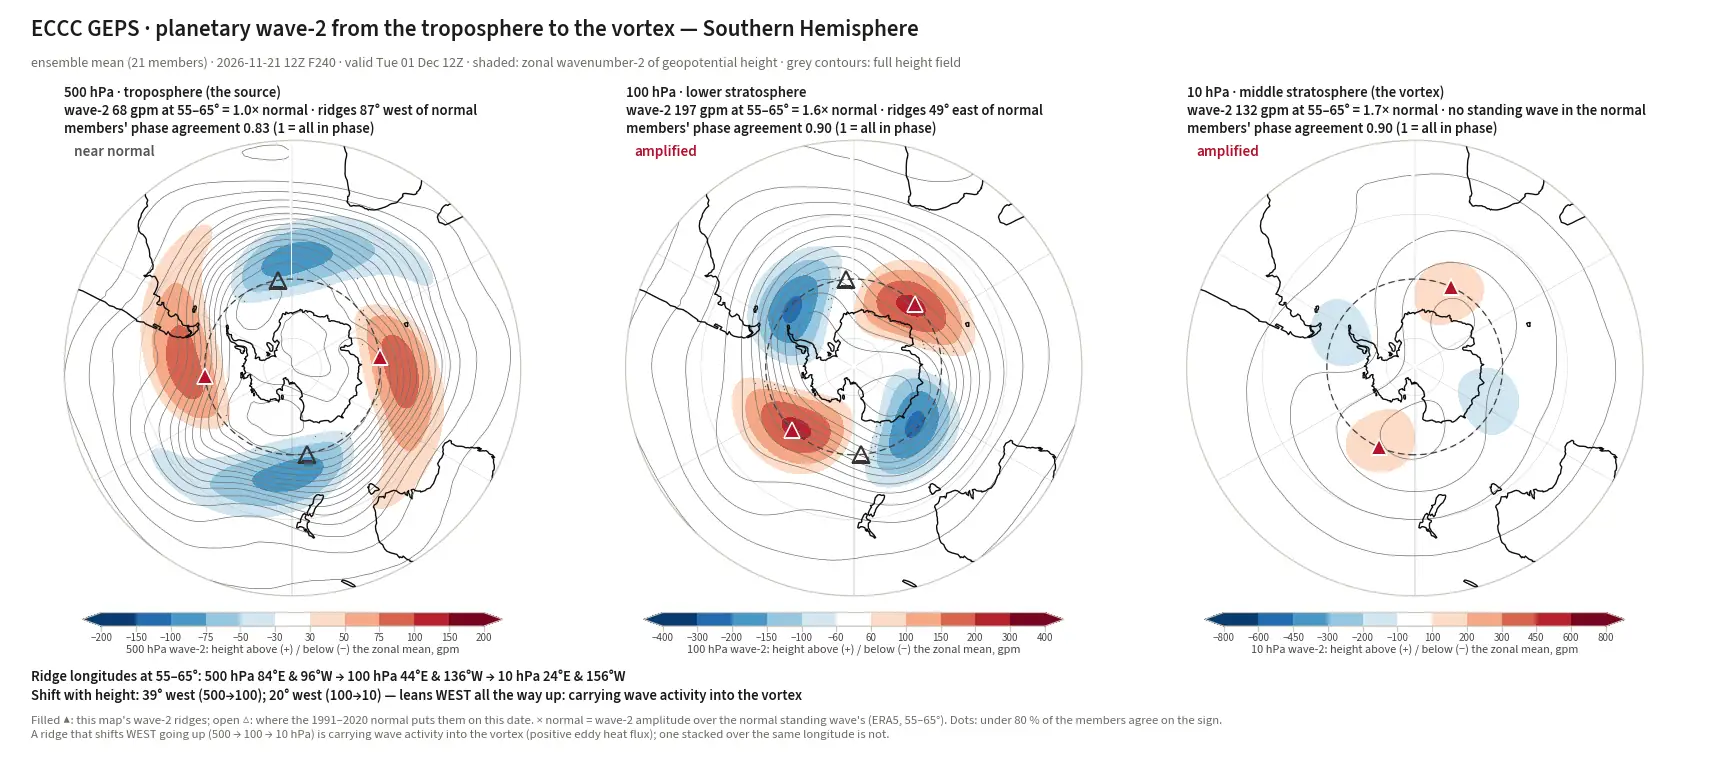 ECCC GEPS · planetary wave-2 from the troposphere to the vortex — Southern Hemisphere
ensemble mean (21 members) · 2026-11-21 12Z F240 · valid Tue 01 Dec 12Z · shaded: zonal wavenumber-2 of geopotential height · grey contours: full height field
500 hPa · troposphere (the source)
wave-2 68 gpm at 55–65° = 1.0× normal · ridges 87° west of normal
members' phase agreement 0.83 (1 = all in phase)
near normal
100 hPa · lower stratosphere
wave-2 197 gpm at 55–65° = 1.6× normal · ridges 49° east of normal
members' phase agreement 0.90 (1 = all in phase)
amplified
10 hPa · middle stratosphere (the vortex)
wave-2 132 gpm at 55–65° = 1.7× normal · no standing wave in the normal
members' phase agreement 0.90 (1 = all in phase)
amplified
−200 −150 −100 −75 −50 −30 30 50 75 100 150 200
500 hPa wave-2: height above (+) / below (−) the zonal mean, gpm
−400 −300 −200 −150 −100 −60 60 100 150 200 300 400
100 hPa wave-2: height above (+) / below (−) the zonal mean, gpm
−800 −600 −450 −300 −200 −100 100 200 300 450 600 800
10 hPa wave-2: height above (+) / below (−) the zonal mean, gpm
Ridge longitudes at 55–65°: 500 hPa 84°E & 96°W → 100 hPa 44°E & 136°W → 10 hPa 24°E & 156°W
Shift with height: 39° west (500→100); 20° west (100→10) — leans WEST all the way up: carrying wave activity into the vortex
Filled ▲: this map's wave-2 ridges; open △: where the 1991–2020 normal puts them on this date. × normal = wave-2 amplitude over the normal standing wave's (ERA5, 55–65°). Dots: under 80 % of the members agree on the sign.
A ridge that shifts WEST going up (500 → 100 → 10 hPa) is carrying wave activity into the vortex (positive eddy heat flux); one stacked over the same longitude is not.